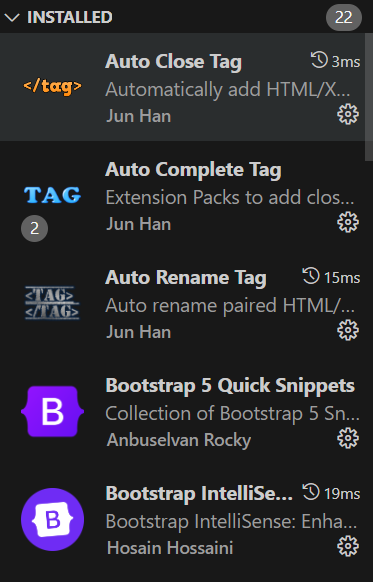 INSTALLED 22
</tag>
Auto Close Tag 3ms
Automatically add HTML/X...
Jun Han
TAG
2
Auto Complete Tag
Extension Packs to add clos...
Jun Han
<TAG>
</TAG>
Auto Rename Tag 15ms
Auto rename paired HTML/...
Jun Han
B
Bootstrap 5 Quick Snippets
Collection of Bootstrap 5 Sn...
Anbuselvan Rocky
B
Bootstrap IntelliSe... 19ms
Bootstrap IntelliSense: Enha...
Hosain Hossaini